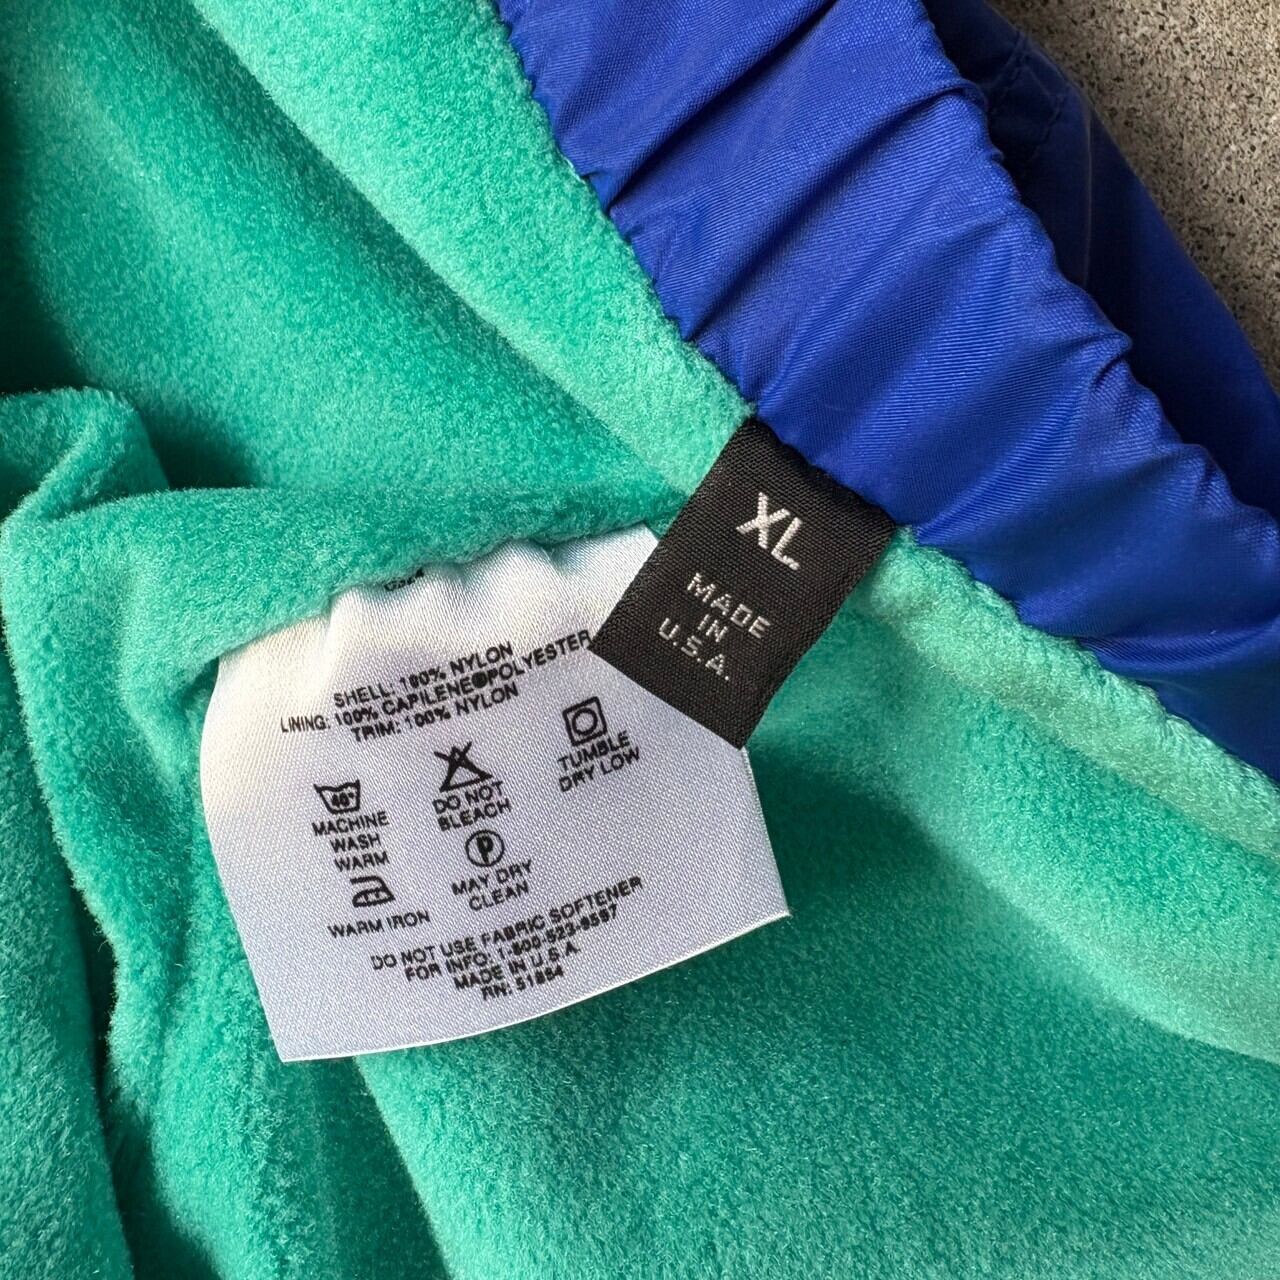 XL
MADE
IN
U.S.A.
SHELL: 100% NYLON
LINING: 100% CAPILENE®POLYESTER
TRIM: 100% NYLON
40°
MACHINE
WASH
WARM
DO NOT
BLEACH
TUMBLE
DRY LOW
WARM IRON
P
MAY DRY
CLEAN
DO NOT USE FABRIC SOFTENER
FOR INFO: 1-800-523-9597
MADE IN U.S.A.
RN: 51884